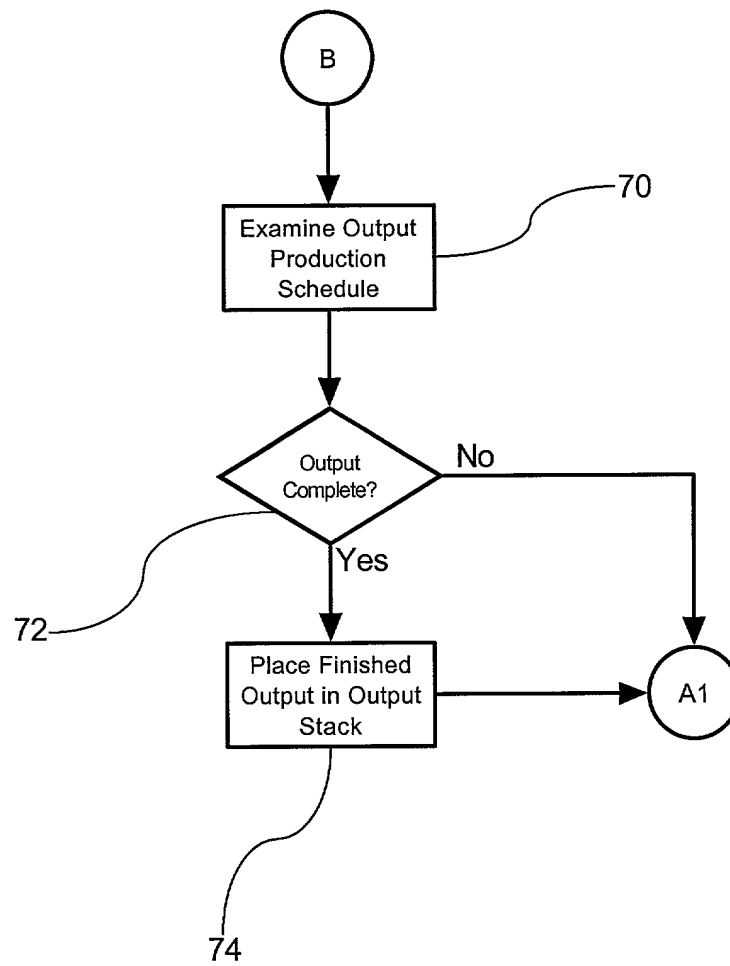 B
70
Examine Output
Production
Schedule
Output
Complete?
No
Yes
72
Place Finished
Output in Output
Stack
A1
74